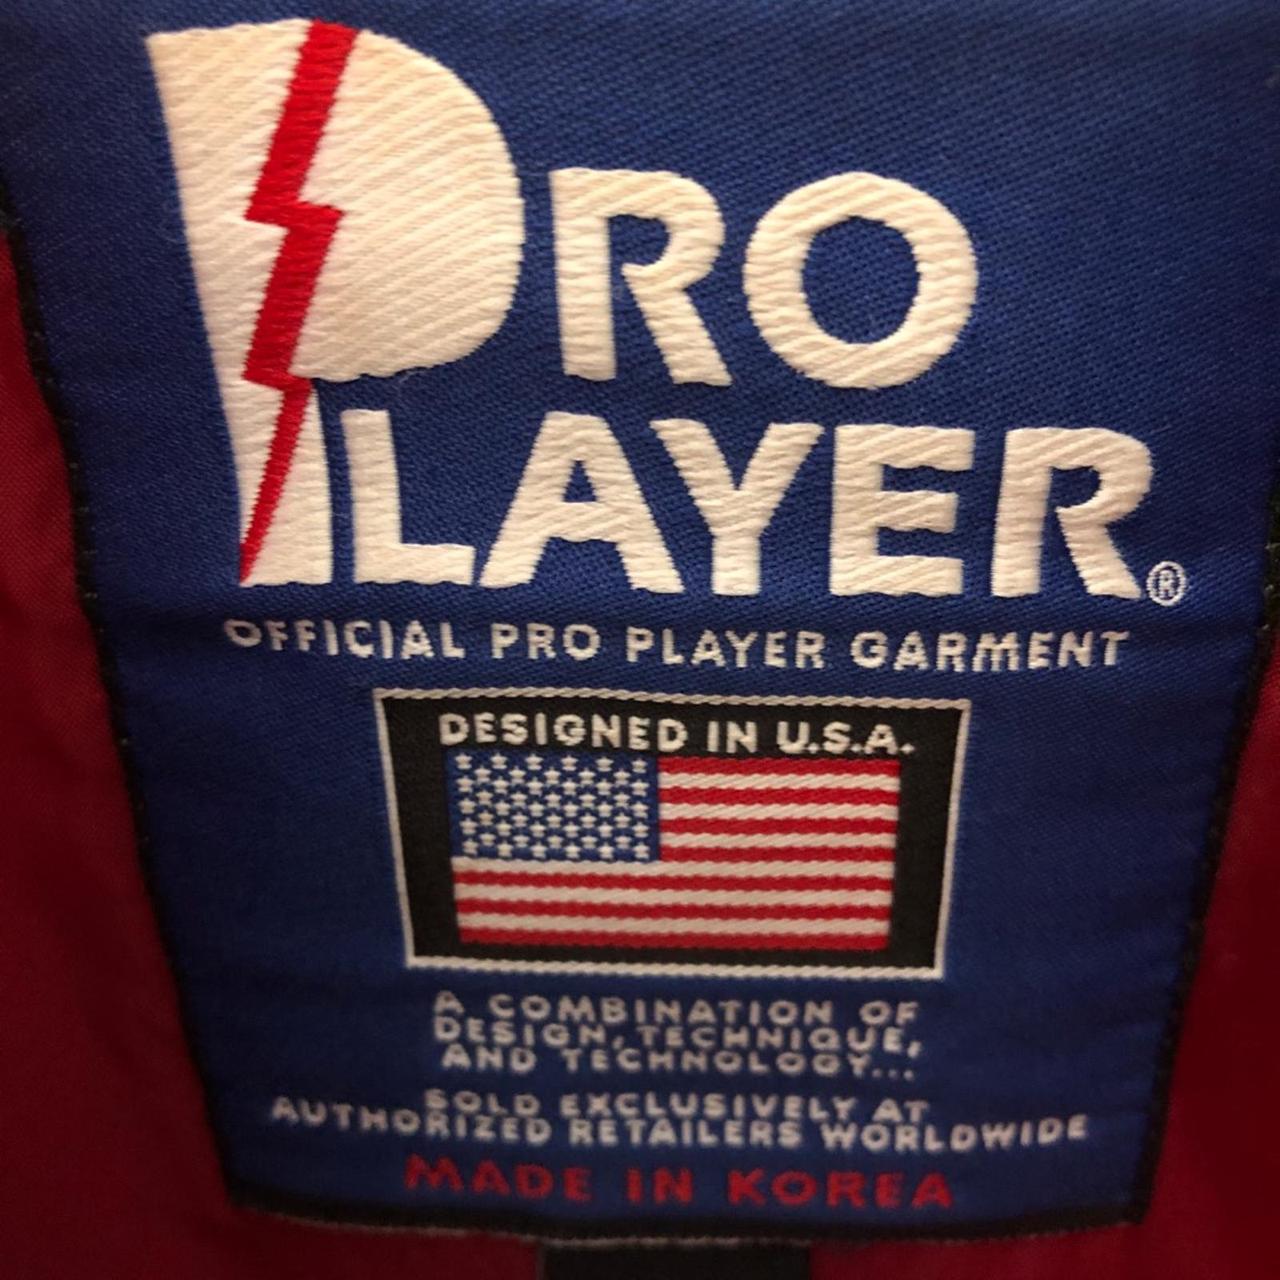 PRO
PLAYER®
OFFICIAL PRO PLAYER GARMENT
DESIGNED IN U.S.A.
A COMBINATION OF
DESIGN, TECHNIQUE,
AND TECHNOLOGY...
SOLD EXCLUSIVELY AT
AUTHORIZED RETAILERS WORLDWIDE
MADE IN KOREA